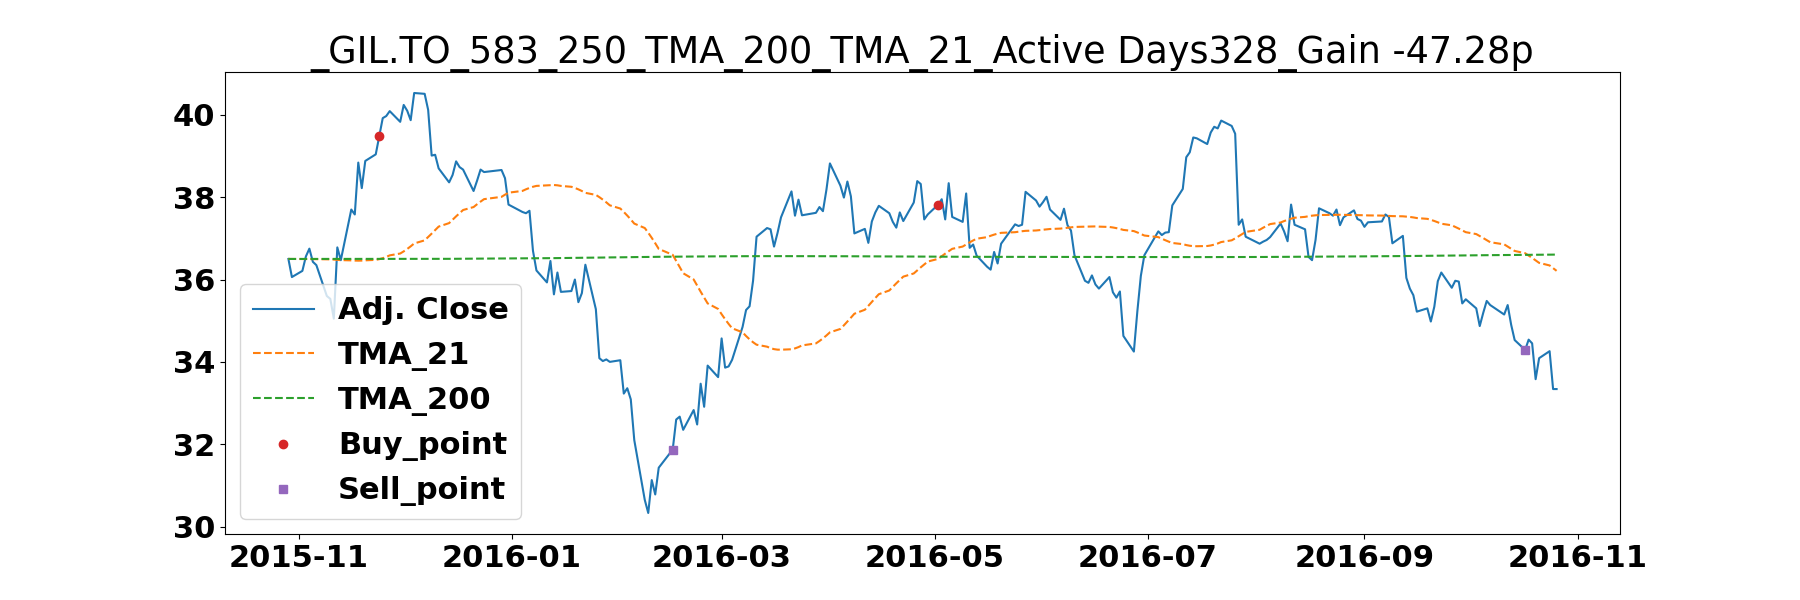 _GIL.TO_583_250_TMA_200_TMA_21_Active Days328_Gain -47.28p
40
38
36
34
32
30
Adj. Close
TMA_21
TMA_200
Buy_point
Sell_point
2015-11 2016-01 2016-03 2016-05 2016-07 2016-09 2016-11